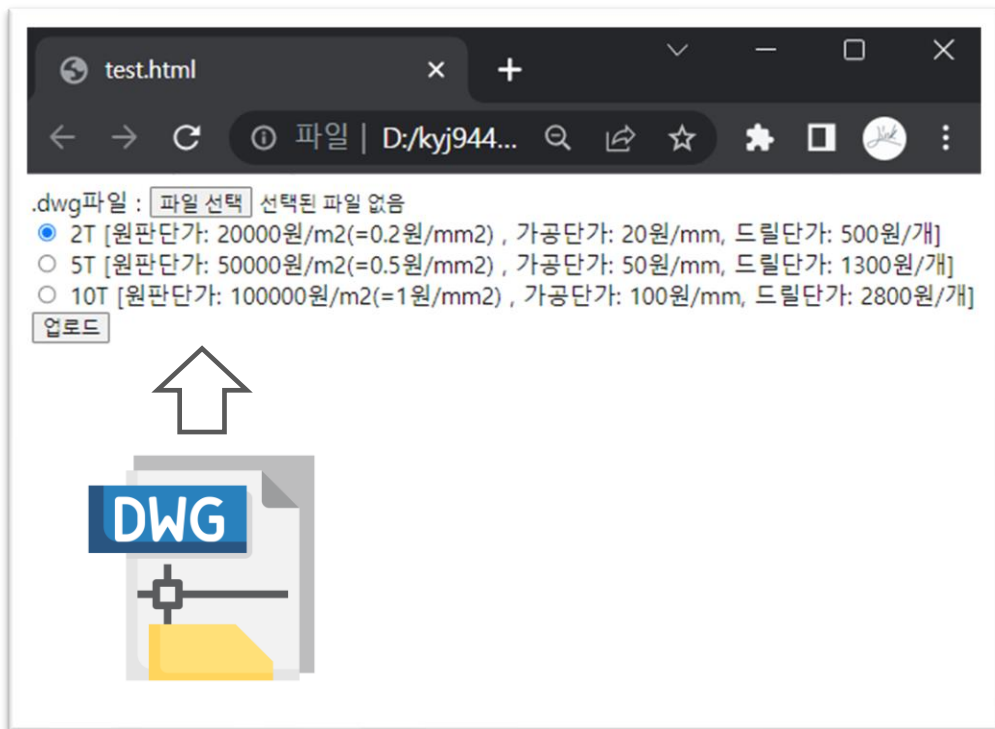 test.html
파일 | D:/kyj944...
.dwg파일 : 파일 선택 선택된 파일 없음
2T [원판단가: 20000원/m2(=0.2원/mm2) , 가공단가: 20원/mm, 드릴단가: 500원/개]
5T [원판단가: 50000원/m2(=0.5원/mm2) , 가공단가: 50원/mm, 드릴단가: 1300원/개]
10T [원판단가: 100000원/m2(=1원/mm2) , 가공단가: 100원/mm, 드릴단가: 2800원/개]
업로드
DWG